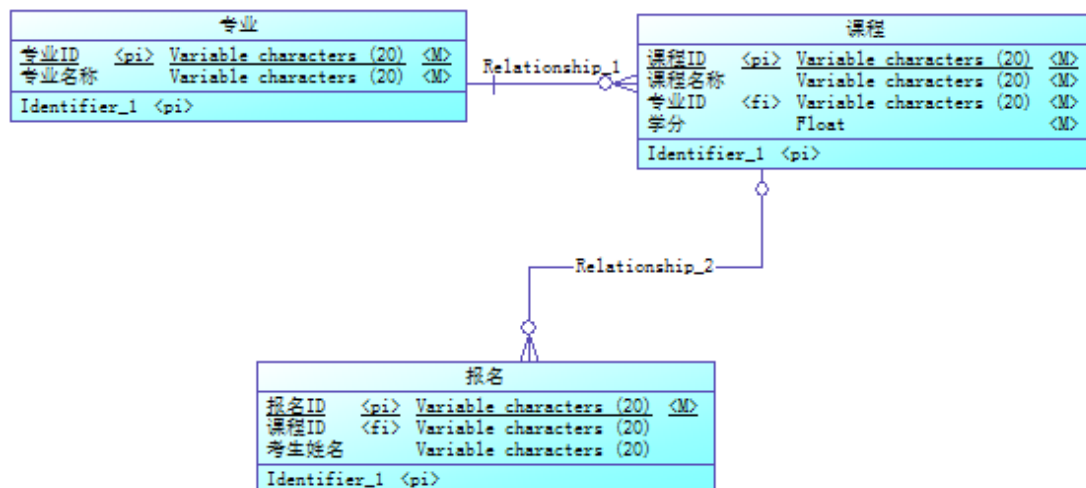 专业
专业ID <pi> Variable characters (20) <M>
专业名称 Variable characters (20) <M>
Identifier_1 <pi>
Relationship_1
课程
课程ID <pi> Variable characters (20) <M>
课程名称 Variable characters (20) <M>
专业ID <fi> Variable characters (20) <M>
学分 Float <M>
Identifier_1 <pi>
Relationship_2
报名
报名ID <pi> Variable characters (20) <M>
课程ID <fi> Variable characters (20)
考生姓名 Variable characters (20)
Identifier_1 <pi>